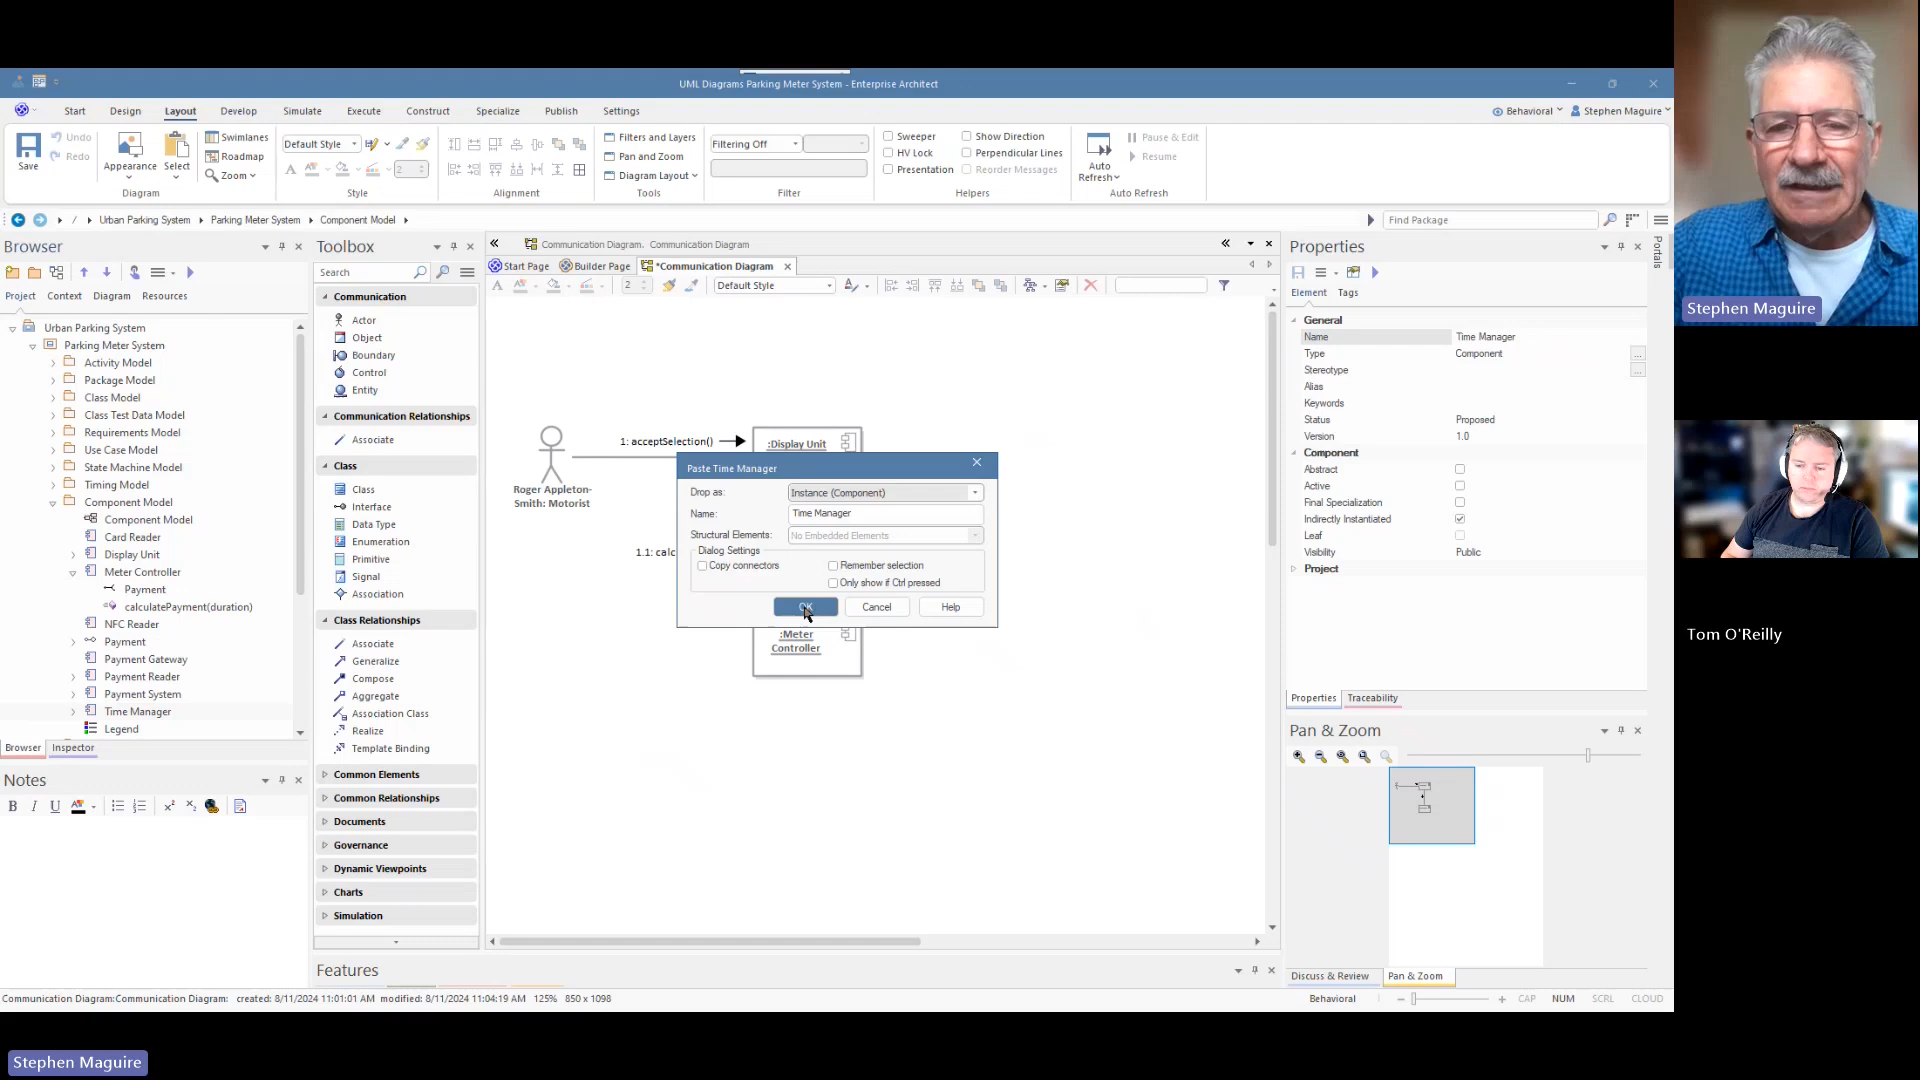 UML Diagrams Parking Meter System - Enterprise Architect
Start Design Layout Develop Simulate Execute Construct Specialize Publish Settings
Behavioral Stephen Maguire
Save
Undo
Redo
Appearance
Select
Swimlanes
Roadmap
Zoom
Diagram
Default Style
2
Style
Alignment
Filters and Layers
Pan and Zoom
Diagram Layout
Tools
Filtering Off
Filter
Sweeper
HV Lock
Presentation
Show Direction
Perpendicular Lines
Reorder Messages
Helpers
Auto
Refresh
Pause & Edit
Resume
Auto Refresh
/ Urban Parking System Parking Meter System Component Model
Find Package
Portals
Browser
Project Context Diagram Resources
Urban Parking System
Parking Meter System
Activity Model
Package Model
Class Model
Class Test Data Model
Requirements Model
Use Case Model
State Machine Model
Timing Model
Component Model
Component Model
Card Reader
Display Unit
Meter Controller
Payment
calculatePayment(duration)
NFC Reader
Payment
Payment Gateway
Payment Reader
Payment System
Time Manager
Legend
Browser Inspector
Notes
B I U
Toolbox
Search
Communication
Actor
Object
Boundary
Control
Entity
Communication Relationships
Associate
Class
Class
Interface
Data Type
Enumeration
Primitive
Signal
Association
Class Relationships
Associate
Generalize
Compose
Aggregate
Association Class
Realize
Template Binding
Common Elements
Common Relationships
Documents
Governance
Dynamic Viewpoints
Charts
Simulation
Communication Diagram. Communication Diagram
Start Page Builder Page *Communication Diagram
2 Default Style
1: acceptSelection()
:Display Unit
Roger Appleton-
Smith: Motorist
1.1: calc
:Meter
Controller
Paste Time Manager
Drop as: Instance (Component)
Name: Time Manager
Structural Elements: No Embedded Elements
Dialog Settings
Copy connectors Remember selection
Only show if Ctrl pressed
OK Cancel Help
Features
Properties
Element Tags
General
Name Time Manager
Type Component
Stereotype
Alias
Keywords
Status Proposed
Version 1.0
Component
Abstract
Active
Final Specialization
Indirectly Instantiated
Leaf
Visibility Public
Project
Properties Traceability
Pan & Zoom
Discuss & Review Pan & Zoom
Communication Diagram:Communication Diagram: created: 8/11/2024 11:01:01 AM modified: 8/11/2024 11:04:19 AM 125% 850 x 1098
Behavioral CAP NUM SCRL CLOUD
Stephen Maguire
Tom O'Reilly
Stephen Maguire